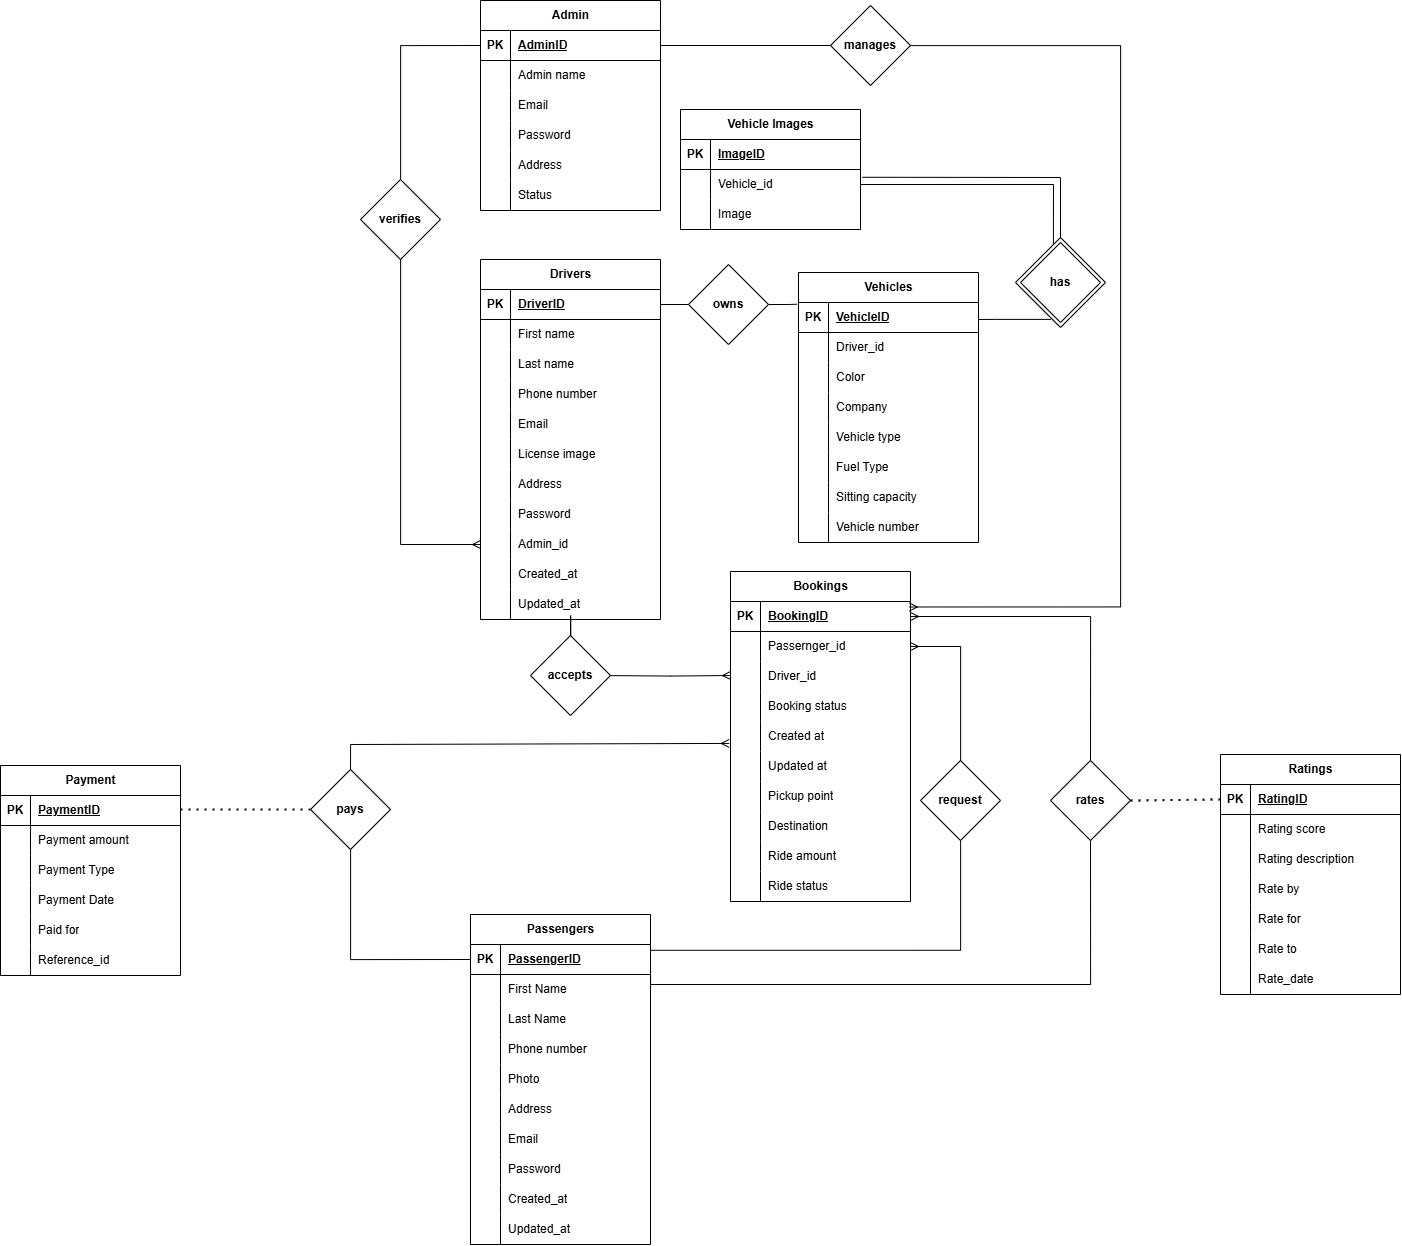 Admin
PK AdminID
Admin name
Email
Password
Address
Status
manages
Vehicle Images
PK ImageID
Vehicle_id
Image
verifies
has
Drivers
PK DriverID
First name
Last name
Phone number
Email
License image
Address
Password
Admin_id
Created_at
Updated_at
owns
Vehicles
PK VehicleID
Driver_id
Color
Company
Vehicle type
Fuel Type
Sitting capacity
Vehicle number
accepts
Bookings
PK BookingID
Passernger_id
Driver_id
Booking status
Created at
Updated at
Pickup point
Destination
Ride amount
Ride status
Payment
PK PaymentID
Payment amount
Payment Type
Payment Date
Paid for
Reference_id
pays
request
rates
Ratings
PK RatingID
Rating score
Rating description
Rate by
Rate for
Rate to
Rate_date
Passengers
PK PassengerID
First Name
Last Name
Phone number
Photo
Address
Email
Password
Created_at
Updated_at